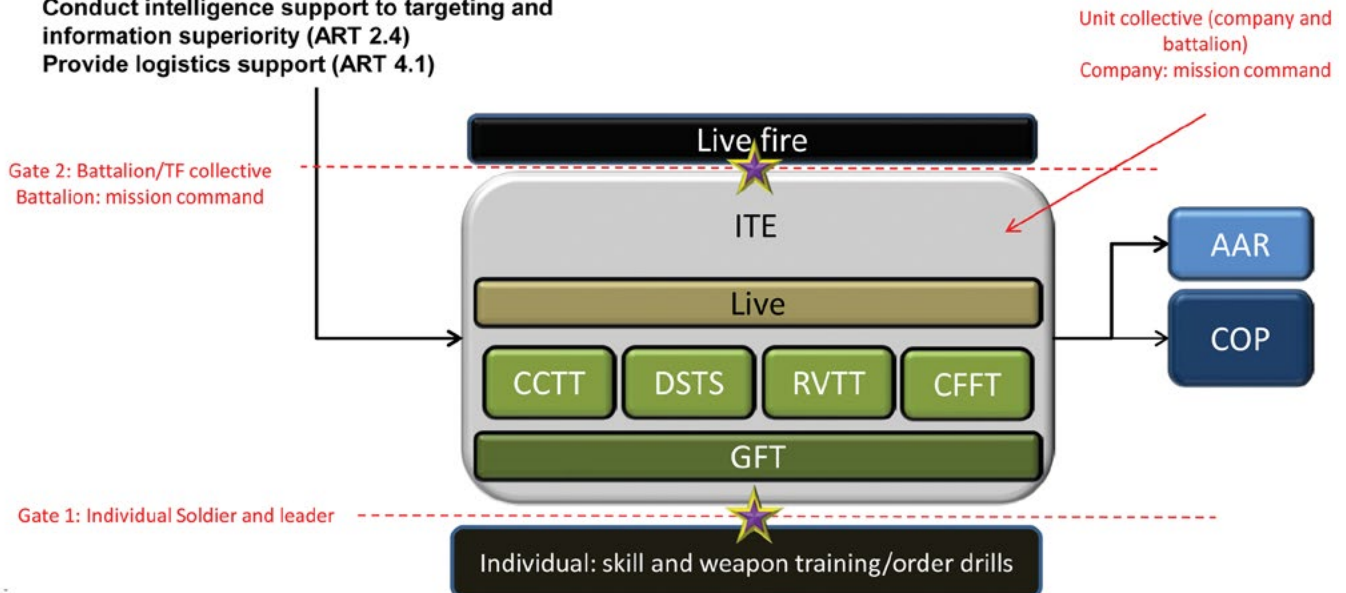 Conduct intelligence support to targeting and
information superiority (ART 2.4)
Provide logistics support (ART 4.1)
Unit collective (company and
battalion)
Company: mission command
Live fire
Gate 2: Battalion/TF collective
Battalion: mission command
ITE
AAR
Live
COP
CCTT
DSTS
RVTT
CFFT
GFT
Gate 1: Individual Soldier and leader
Individual: skill and weapon training/order drills